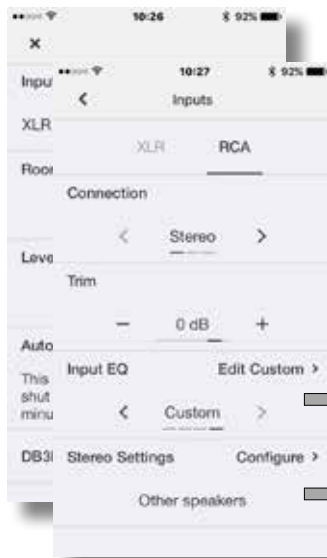 10:26
92%
×
Inpu
XLR
Room
Leve
Auto
This
shut
minu
DB3
10:27
92%
< Inputs
XLR RCA
Connection
< Stereo >
Trim
− 0 dB +
Input EQ Edit Custom >
< Custom >
Stereo Settings Configure >
Other speakers